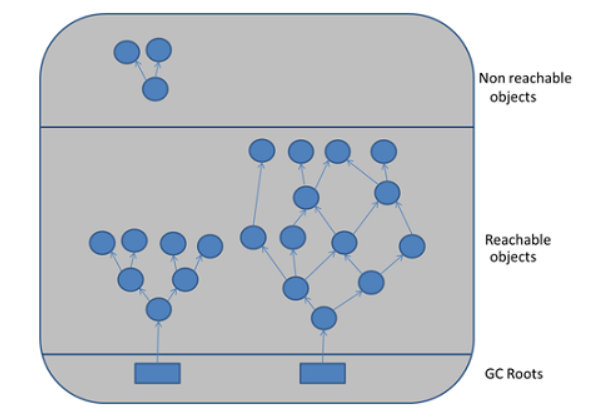 Non reachable
objects
Reachable
objects
GC Roots